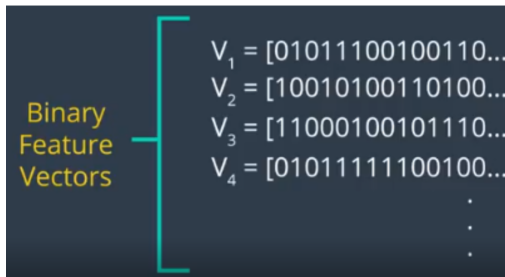 Binary
Feature
Vectors
V₁ = [01011100100110...
V₂ = [10010100110100...
V₃ = [11000100101110...
V₄ = [01011111100100...
.
.
.